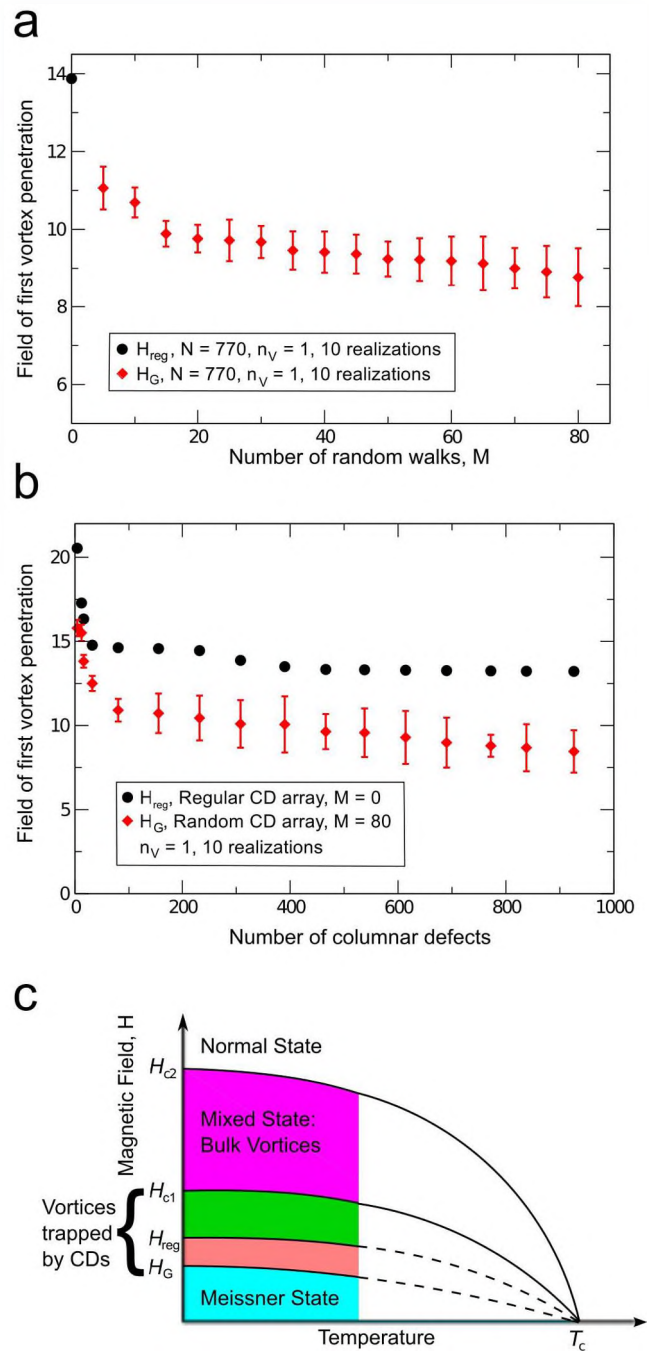 a
14
12
10
8
6
0
20
40
60
80
Field of first vortex penetration
Number of random walks, M
H_reg, N = 770, n_V = 1, 10 realizations
H_G, N = 770, n_V = 1, 10 realizations
b
20
15
10
5
0
0
200
400
600
800
1000
Field of first vortex penetration
Number of columnar defects
H_reg, Regular CD array, M = 0
H_G, Random CD array, M = 80
n_V = 1, 10 realizations
c
Magnetic Field, H
Normal State
H_c2
Mixed State:
Bulk Vortices
H_c1
Vortices
trapped
by CDs
H_reg
H_G
Meissner State
Temperature
T_c